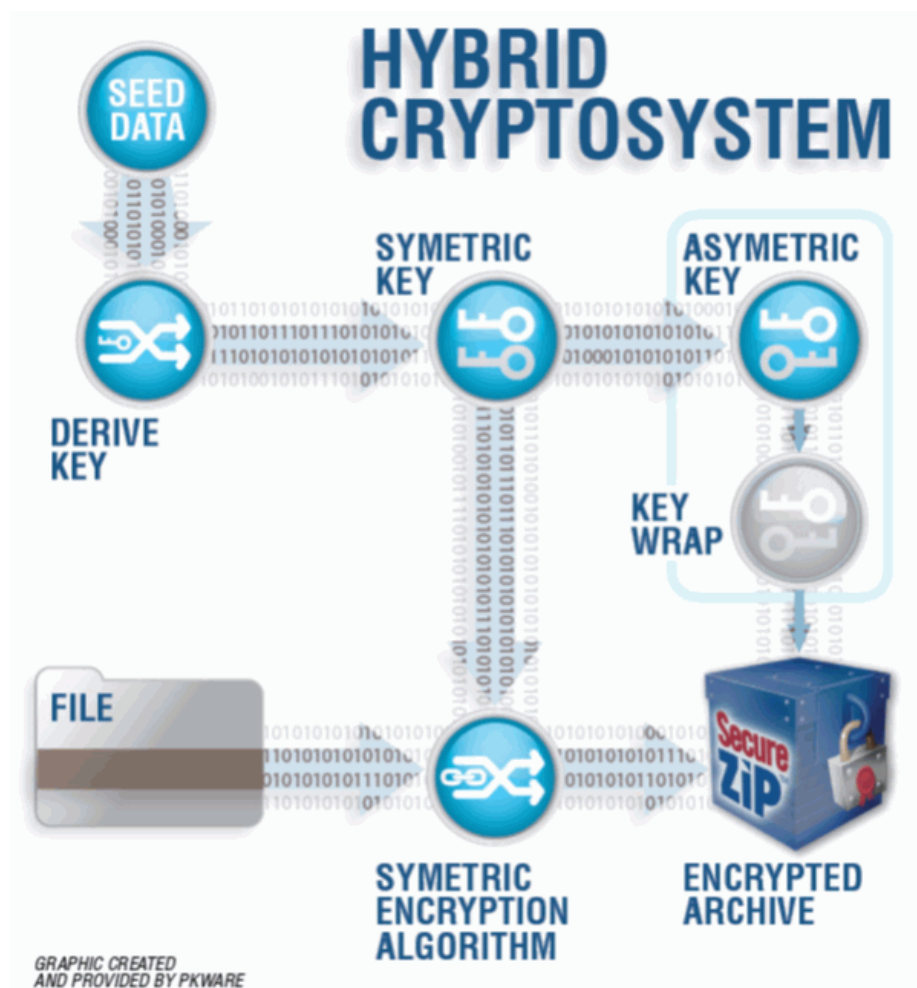 HYBRID
CRYPTOSYSTEM
SEED
DATA
SYMETRIC
KEY
ASYMETRIC
KEY
DERIVE
KEY
KEY
WRAP
FILE
Secure
ZIP
SYMETRIC
ENCRYPTION
ALGORITHM
ENCRYPTED
ARCHIVE
GRAPHIC CREATED
AND PROVIDED BY PKWARE